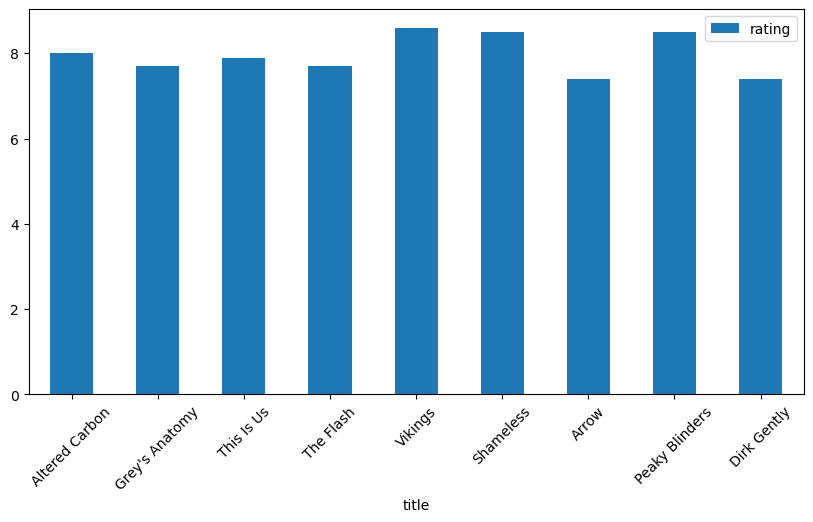 rating
8
6
4
2
0
Altered Carbon
Grey's Anatomy
This Is Us
The Flash
Vikings
Shameless
Arrow
Peaky Blinders
Dirk Gently
title